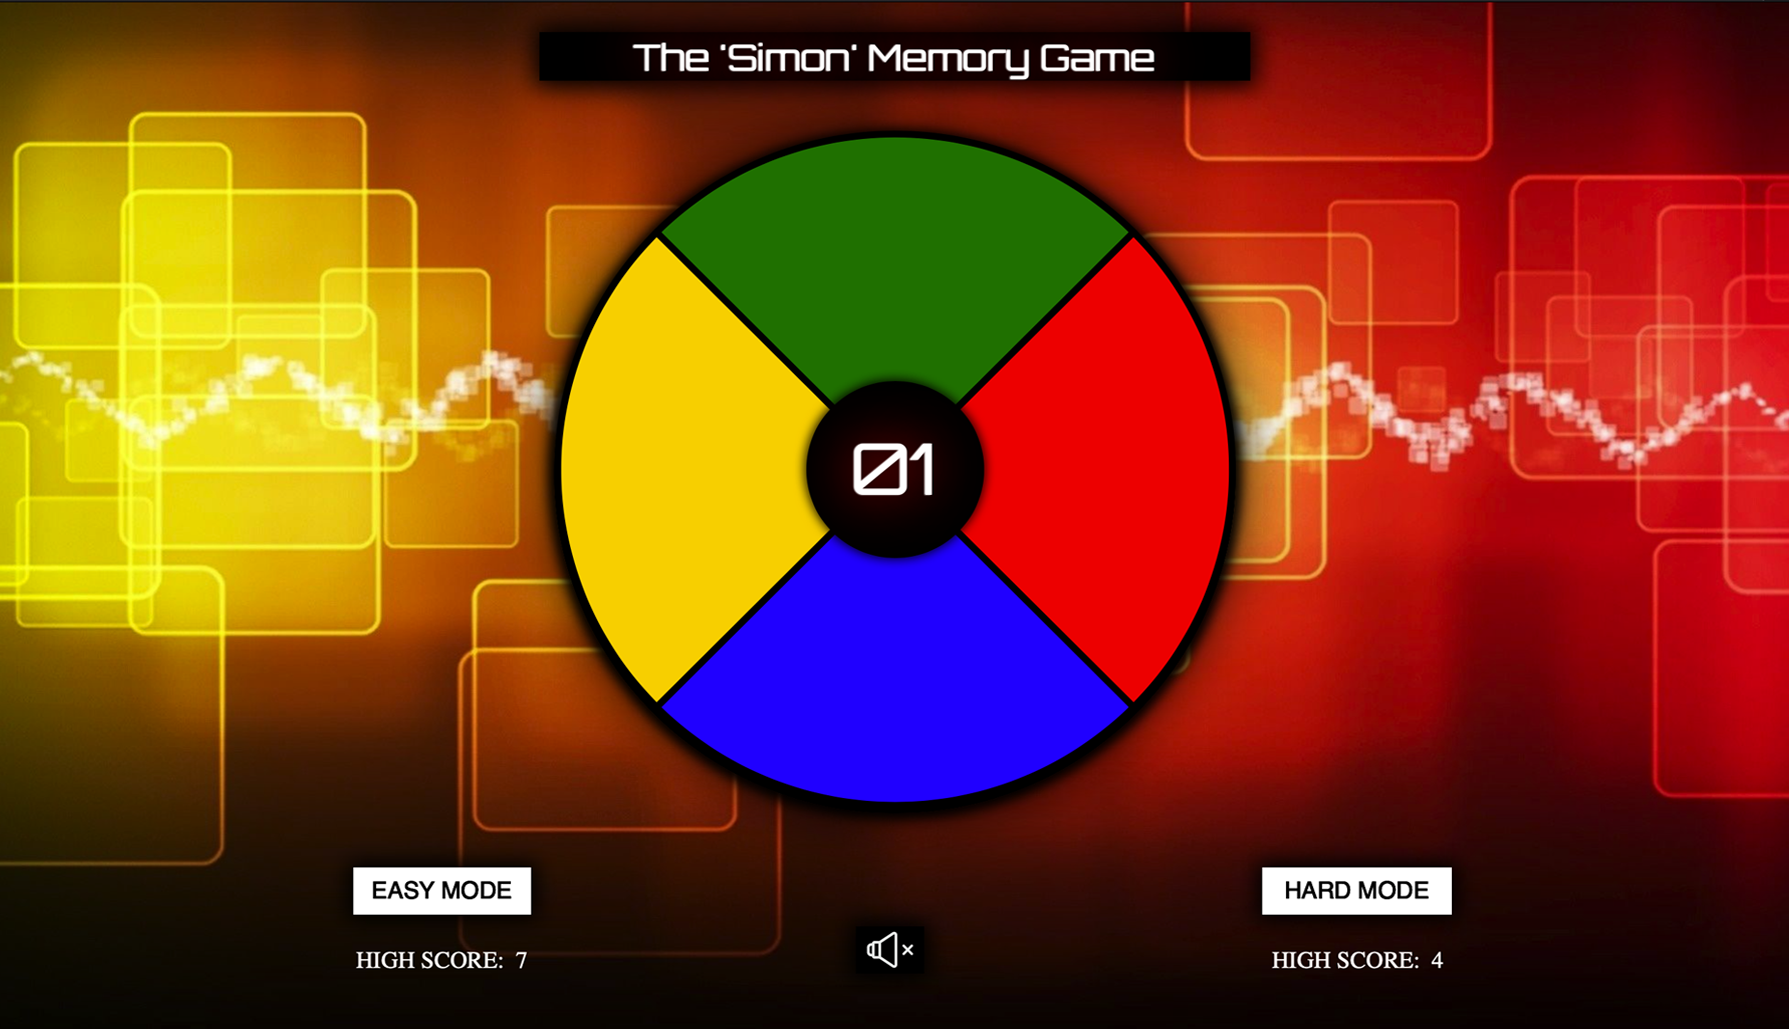 The 'Simon' Memory Game
01
EASY MODE
HARD MODE
HIGH SCORE: 7
HIGH SCORE: 4